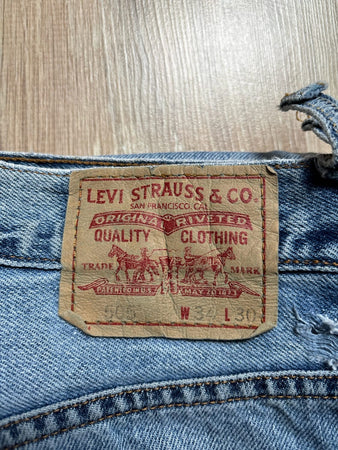 LEVI STRAUSS & CO.
SAN FRANCISCO, CAL.
ORIGINAL RIVETED
QUALITY CLOTHING
TRADE MARK
PATENTED IN U.S. MAY 20 1873
505 W 34 L 30